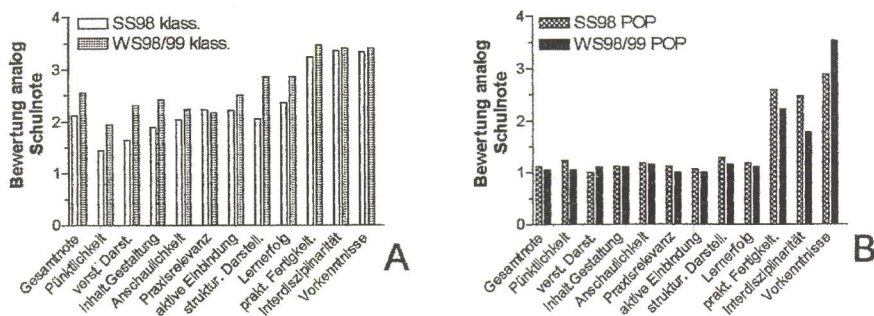 Bewertung analog
Schulnote
4
3
2
1
0
SS98 klass.
WS98/99 klass.
Gesamtnote
Pünktlichkeit
verst. Darst.
Inhalt.Gestaltung
Anschaulichkeit
Praxisrelevanz
aktive Einbindung
struktur. Darstell.
Lernerfolg
prakt. Fertigkeit.
Interdisziplinarität
Vorkenntnisse
A
Bewertung analog
Schulnote
4
3
2
1
0
SS98 POP
WS98/99 POP
Gesamtnote
Pünktlichkeit
verst. Darst.
Inhalt.Gestaltung
Anschaulichkeit
Praxisrelevanz
aktive Einbindung
struktur. Darstell.
Lernerfolg
prakt. Fertigkeit.
Interdisziplinarität
Vorkenntnisse
B